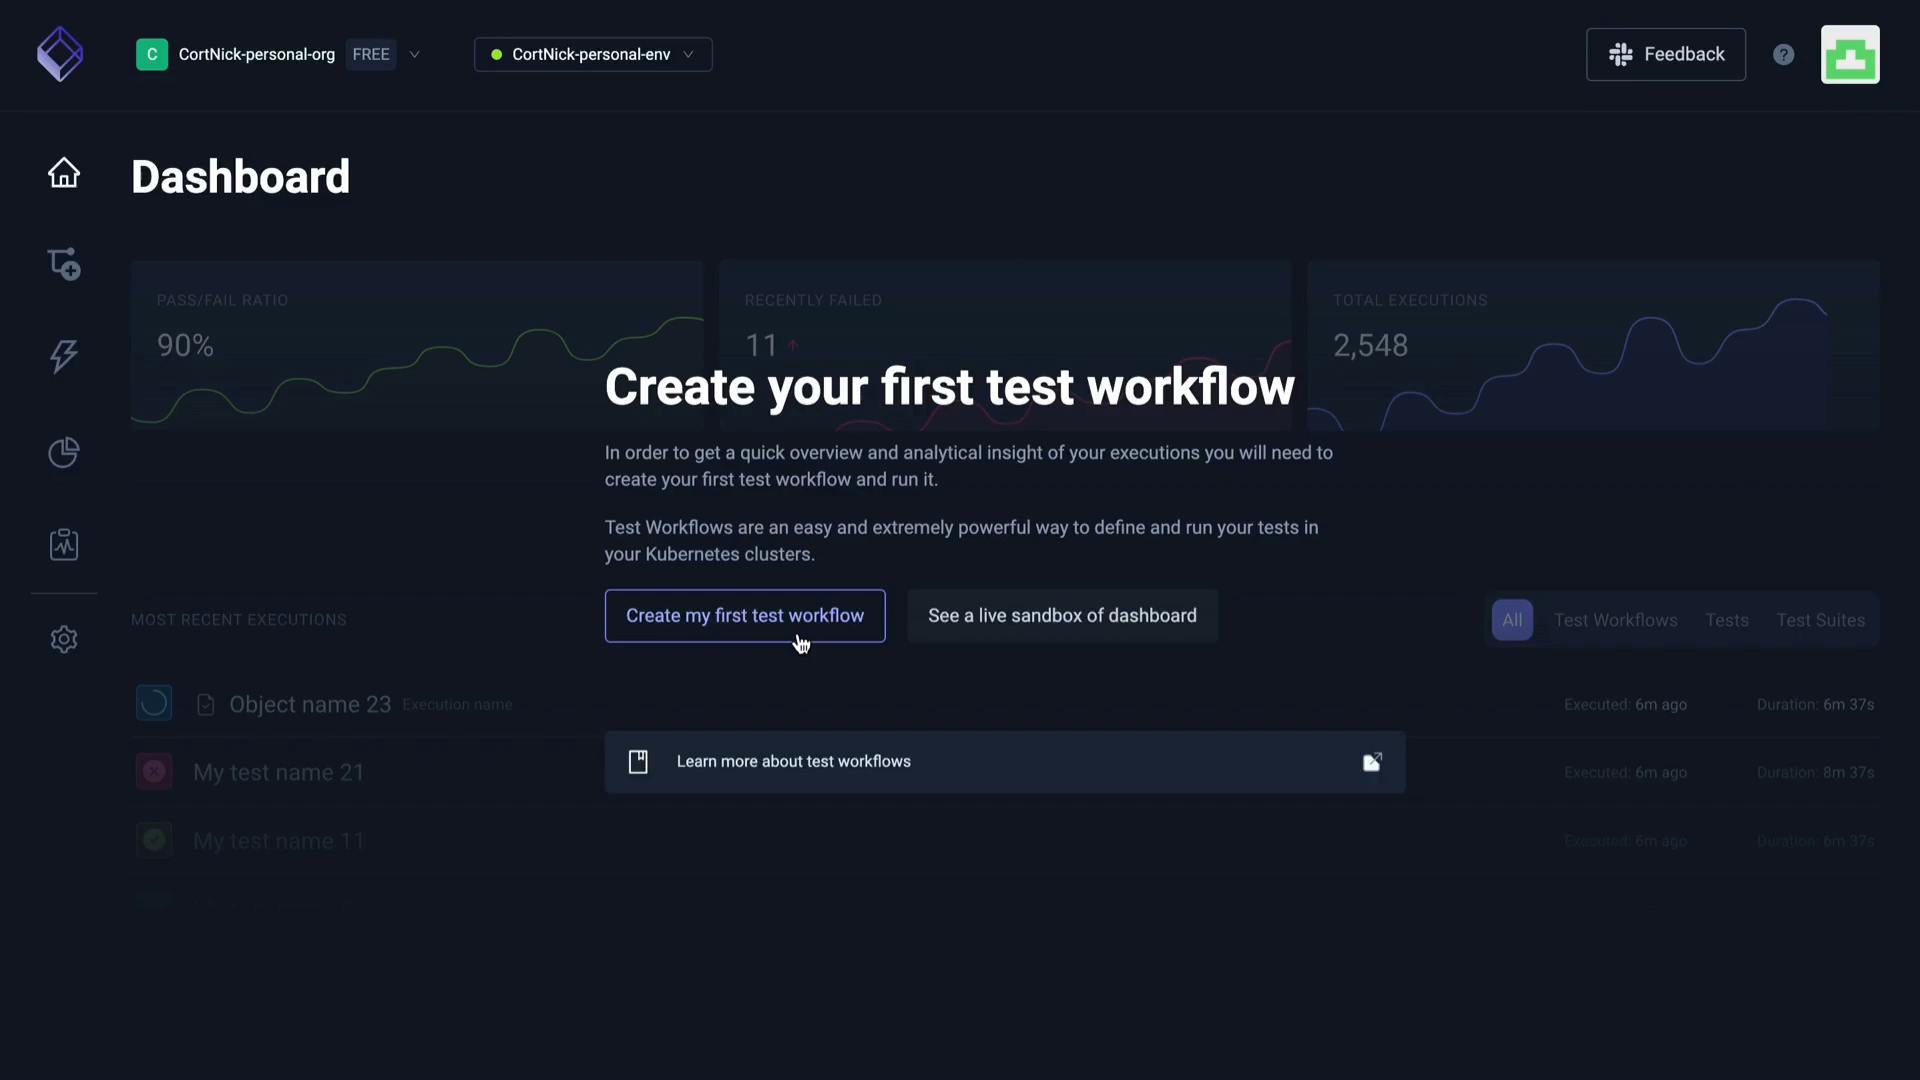 C CortNick-personal-org FREE
CortNick-personal-env
Feedback
?
Dashboard
PASS/FAIL RATIO
90%
RECENTLY FAILED
11
TOTAL EXECUTIONS
2,548
Create your first test workflow
In order to get a quick overview and analytical insight of your executions you will need to
create your first test workflow and run it.
Test Workflows are an easy and extremely powerful way to define and run your tests in
your Kubernetes clusters.
Create my first test workflow
See a live sandbox of dashboard
MOST RECENT EXECUTIONS
All Test Workflows Tests Test Suites
Object name 23 Execution name
Executed: 6m ago Duration: 6m 37s
Learn more about test workflows
My test name 21
Executed: 6m ago Duration: 8m 37s
My test name 11
Executed: 6m ago Duration: 6m 37s